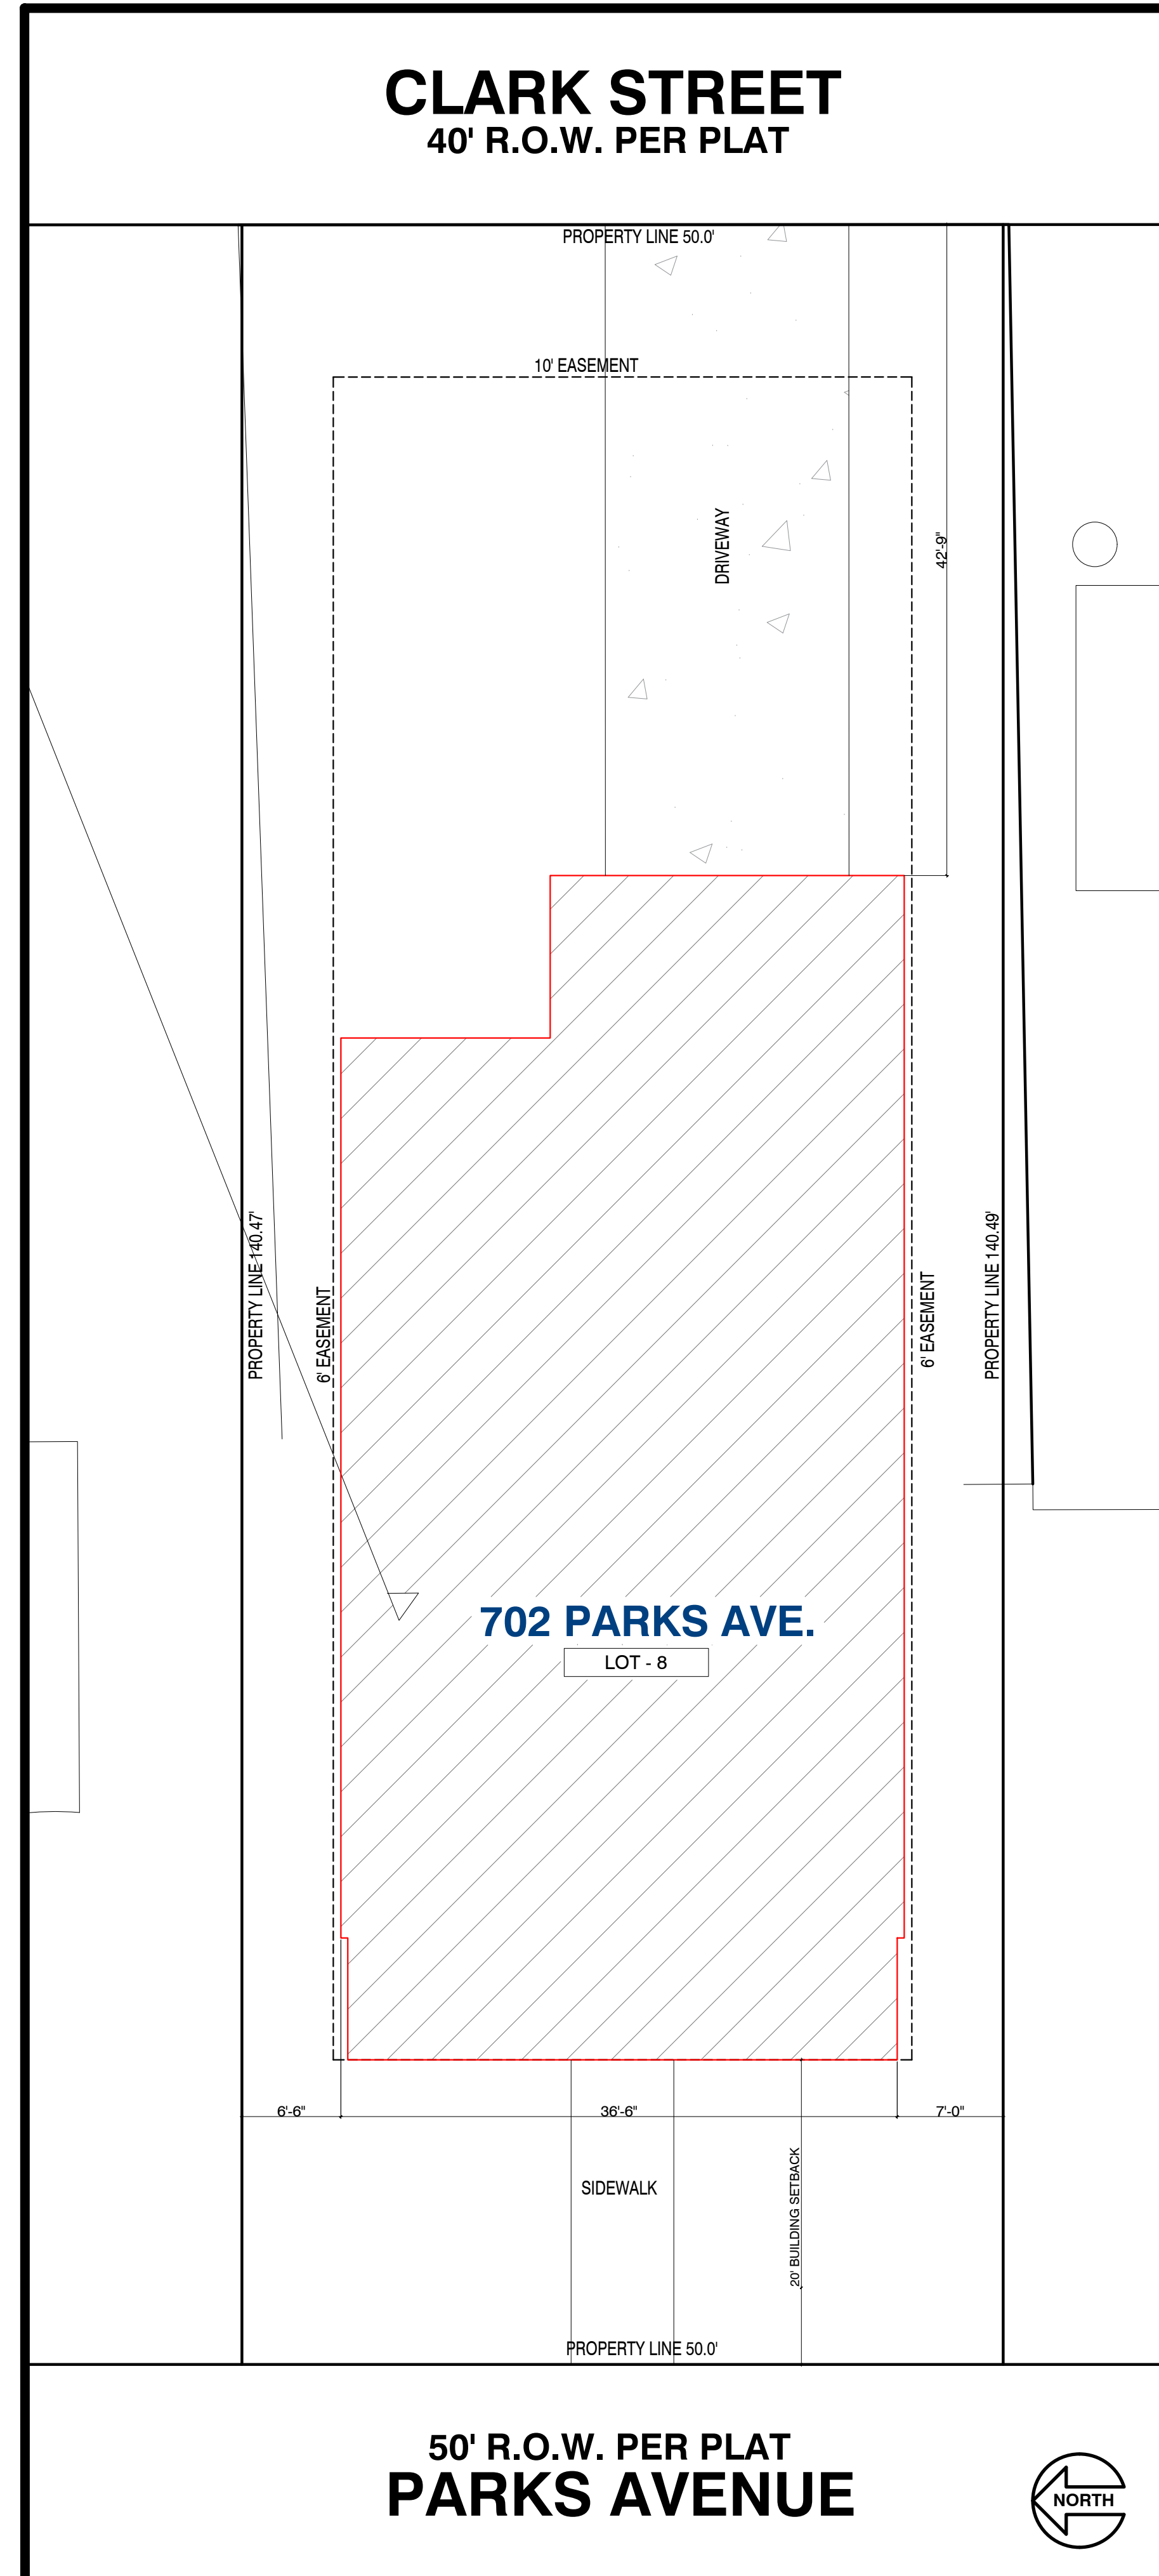 CLARK STREET
40' R.O.W. PER PLAT
PROPERTY LINE 50.0'
10' EASEMENT
DRIVEWAY
42'-9"
PROPERTY LINE 140.47'
6' EASEMENT
6' EASEMENT
PROPERTY LINE 140.49'
702 PARKS AVE.
LOT - 8
6'-6"
36'-6"
7'-0"
SIDEWALK
20' BUILDING SETBACK
PROPERTY LINE 50.0'
50' R.O.W. PER PLAT
PARKS AVENUE
NORTH